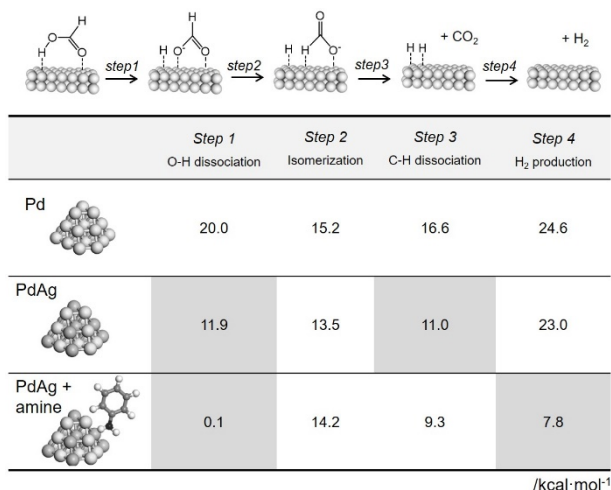 H
HO
O
H
H
O-
O
O
H
H
O-
H
H
+ CO2
+ H2
step1
step2
step3
step4
Step 1
Step 2
Step 3
Step 4
O-H dissociation
Isomerization
C-H dissociation
H2 production
Pd
20.0
15.2
16.6
24.6
PdAg
11.9
13.5
11.0
23.0
PdAg +
amine
0.1
14.2
9.3
7.8
/kcal·mol-1